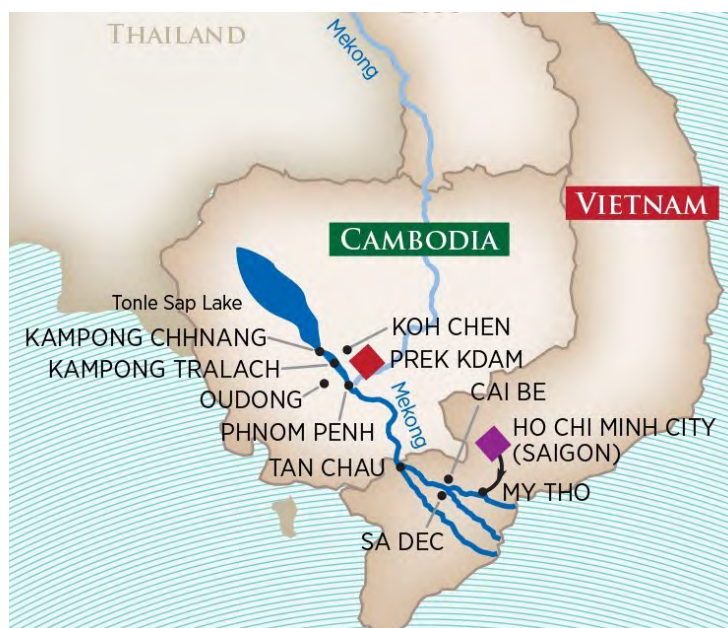 THAILAND
Mekong
VIETNAM
CAMBODIA
Tonle Sap Lake
KOH CHEN
KAMPONG CHHNANG
PREK KDAM
KAMPONG TRALACH
OUDONG
Mekong
CAI BE
PHNOM PENH
HO CHI MINH CITY
(SAIGON)
TAN CHAU
MY THO
SA DEC